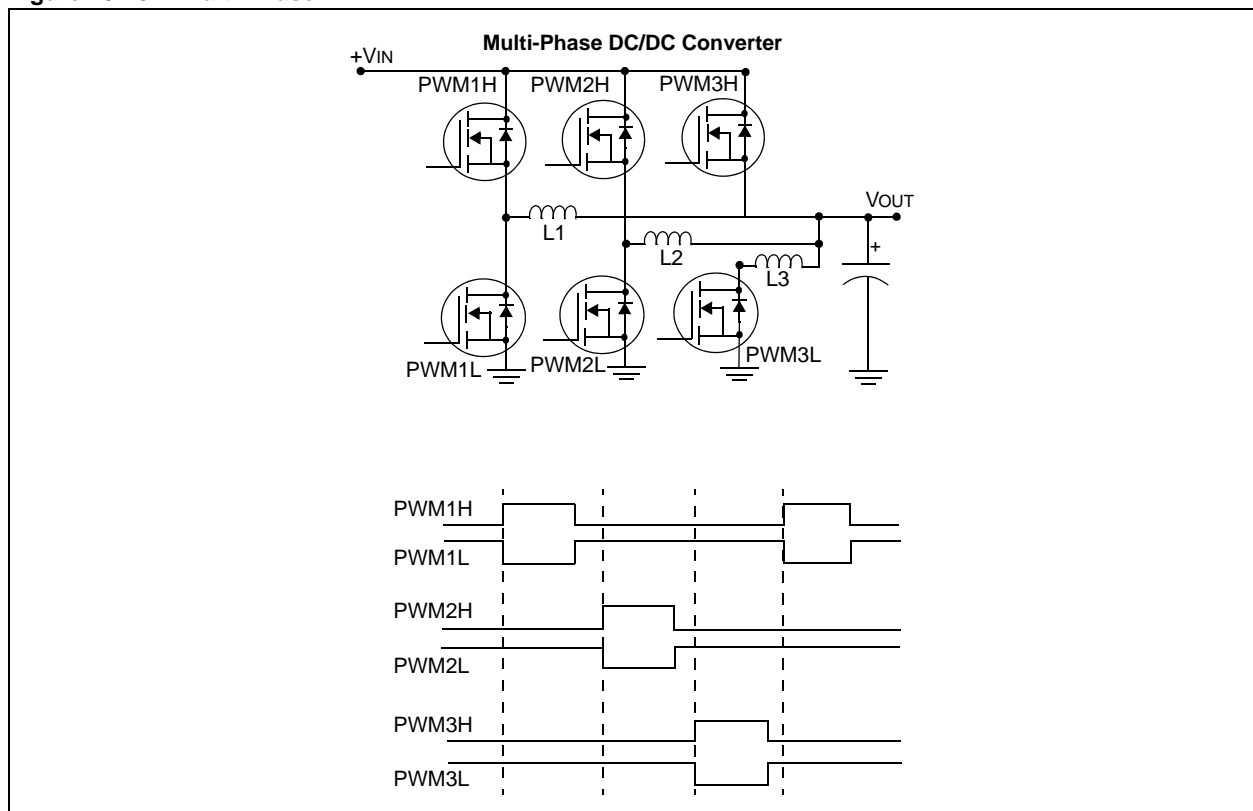 Multi-Phase DC/DC Converter
+VIN
PWM1H
PWM2H
PWM3H
VOUT
L1
L2
+
L3
PWM1L
PWM2L
PWM3L
PWM1H
PWM1L
PWM2H
PWM2L
PWM3H
PWM3L